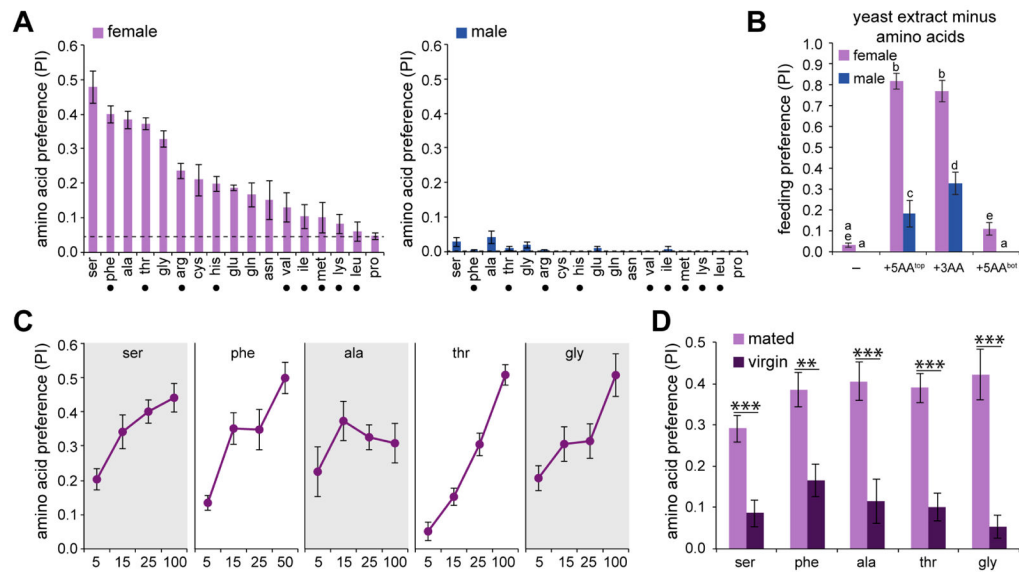 A
female
amino acid preference (PI)
0.6
0.5
0.4
0.3
0.2
0.1
0.0
ser phe ala thr gly arg cys his glu gln asn val ile met lys leu pro
male
amino acid preference (PI)
0.6
0.5
0.4
0.3
0.2
0.1
0.0
ser phe ala thr gly arg cys his glu gln asn val ile met lys leu pro
B
yeast extract minus
amino acids
female
male
feeding preference (PI)
1.0
0.9
0.8
0.7
0.6
0.5
0.4
0.3
0.2
0.1
0.0
a
e
a
b
c
b
d
e
a
– +5AAtop +3AA +5AAbot
C
amino acid preference (PI)
0.6
0.5
0.4
0.3
0.2
0.1
0.0
ser phe ala thr gly
5 15 25 100 5 15 25 50 5 15 25 100 5 15 25 100 5 15 25 100
D
mated
virgin
amino acid preference (PI)
0.6
0.5
0.4
0.3
0.2
0.1
0.0
*** ** *** *** ***
ser phe ala thr gly